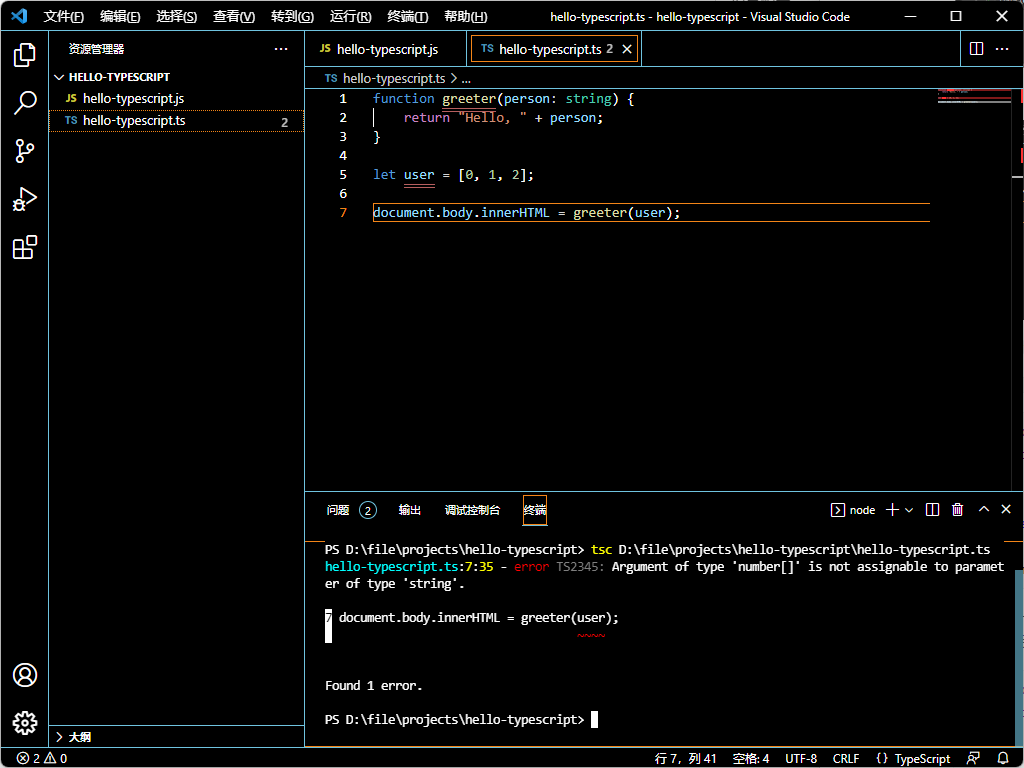 文件(F) 编辑(E) 选择(S) 查看(V) 转到(G) 运行(R) 终端(T) 帮助(H) hello-typescript.ts - hello-typescript - Visual Studio Code
资源管理器 ···
JS hello-typescript.js TS hello-typescript.ts 2
HELLO-TYPESCRIPT
JS hello-typescript.js
TS hello-typescript.ts 2
TS hello-typescript.ts > ...
1 function greeter(person: string) {
2 return "Hello, " + person;
3 }
4
5 let user = [0, 1, 2];
6
7 document.body.innerHTML = greeter(user);
问题 2 输出 调试控制台 终端 node
PS D:\file\projects\hello-typescript> tsc D:\file\projects\hello-typescript\hello-typescript.ts
hello-typescript.ts:7:35 - error TS2345: Argument of type 'number[]' is not assignable to paramet
er of type 'string'.
7 document.body.innerHTML = greeter(user);
~~~~
Found 1 error.
PS D:\file\projects\hello-typescript>
大纲
2 0 行 7，列 41 空格: 4 UTF-8 CRLF {} TypeScript